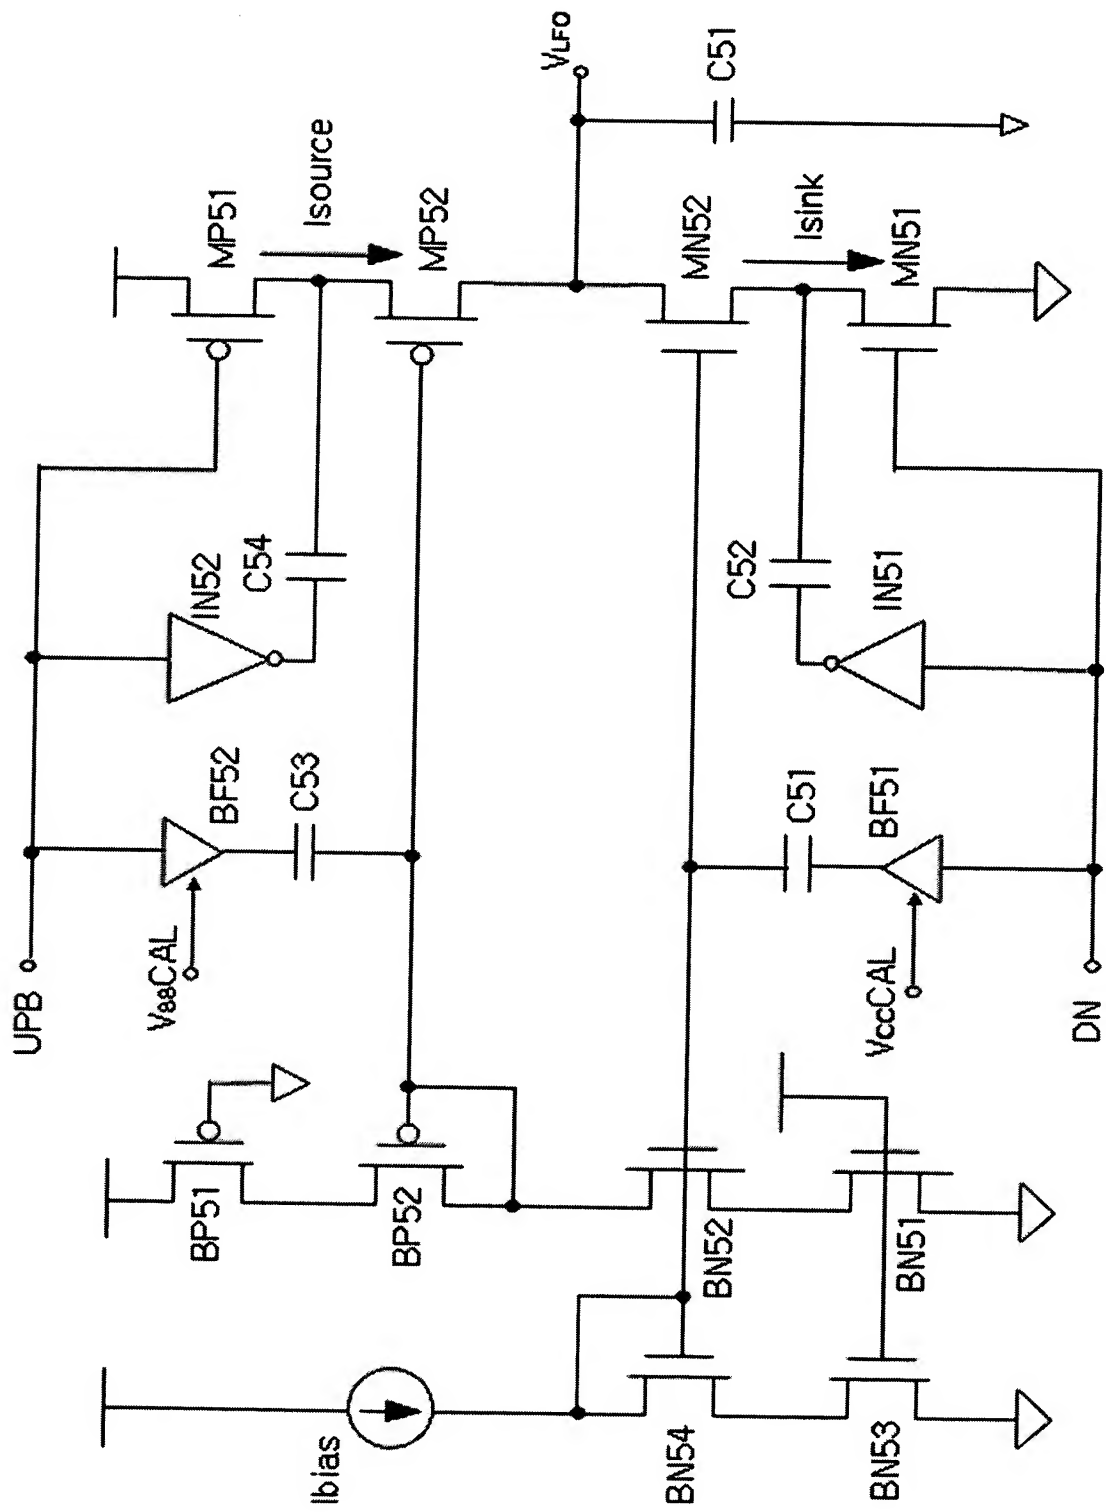 UPB
VssCAL
BF52
C53
IN52
C54
MP51
Isource
MP52
VLFO
C51
BP51
BP52
Ibias
BN54
BN53
BN52
BN51
MN52
Isink
MN51
C52
IN51
C51
BF51
VccCAL
DN